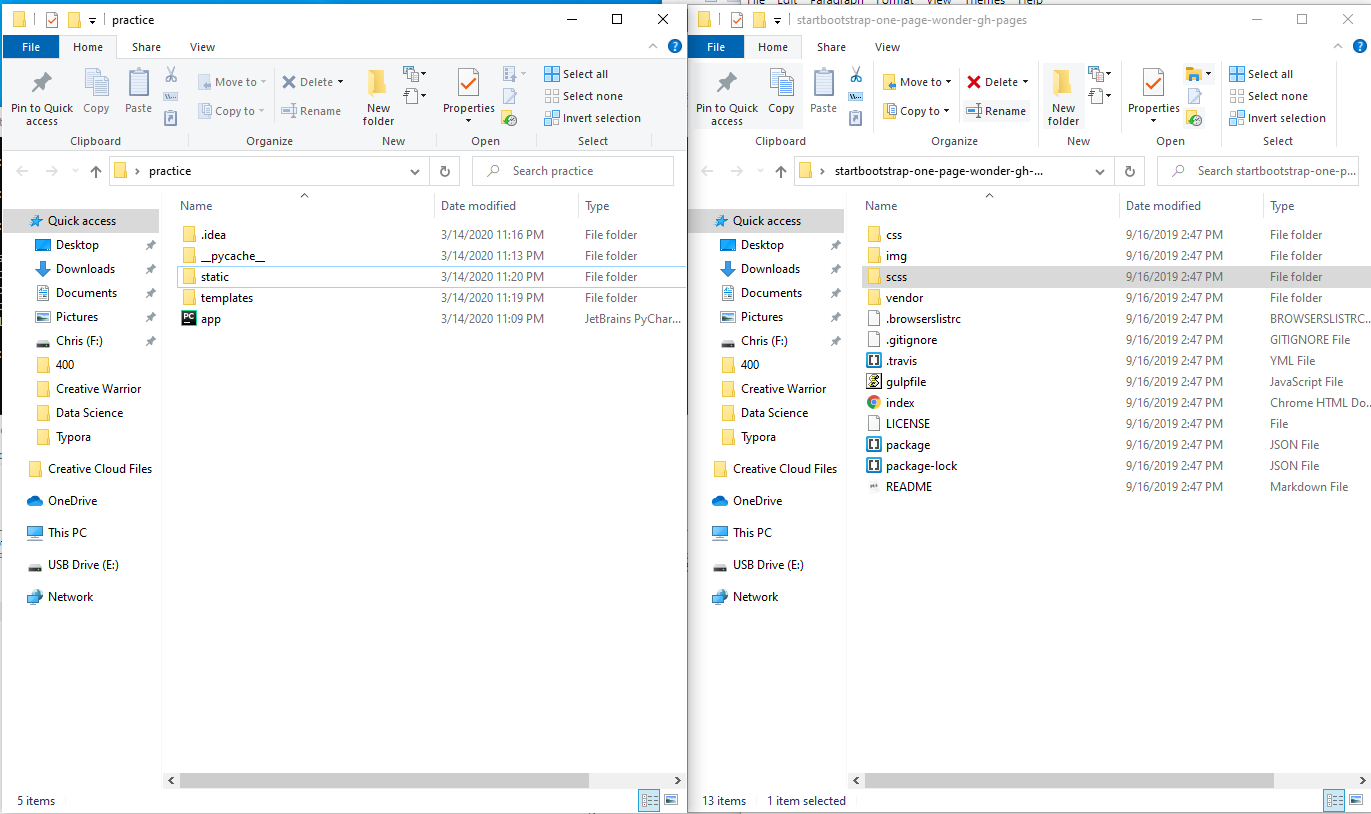 File Edit Paragraph Format View Themes Help
practice
File Home Share View
Pin to Quick access
Copy
Paste
Move to
Copy to
Delete
Rename
New folder
Properties
Select all
Select none
Invert selection
Clipboard Organize New Open Select
practice
Search practice
Name Date modified Type
Quick access
Desktop
Downloads
Documents
Pictures
Chris (F:)
400
Creative Warrior
Data Science
Typora
Creative Cloud Files
OneDrive
This PC
USB Drive (E:)
Network
.idea 3/14/2020 11:16 PM File folder
__pycache__ 3/14/2020 11:13 PM File folder
static 3/14/2020 11:20 PM File folder
templates 3/14/2020 11:19 PM File folder
app 3/14/2020 11:09 PM JetBrains PyChar...
5 items
startbootstrap-one-page-wonder-gh-pages
File Home Share View
Pin to Quick access
Copy
Paste
Move to
Copy to
Delete
Rename
New folder
Properties
Select all
Select none
Invert selection
Clipboard Organize New Open Select
startbootstrap-one-page-wonder-gh-...
Search startbootstrap-one-p...
Name Date modified Type
Quick access
Desktop
Downloads
Documents
Pictures
Chris (F:)
400
Creative Warrior
Data Science
Typora
Creative Cloud Files
OneDrive
This PC
USB Drive (E:)
Network
css 9/16/2019 2:47 PM File folder
img 9/16/2019 2:47 PM File folder
scss 9/16/2019 2:47 PM File folder
vendor 9/16/2019 2:47 PM File folder
.browserslistrc 9/16/2019 2:47 PM BROWSERSLISTRC...
.gitignore 9/16/2019 2:47 PM GITIGNORE File
.travis 9/16/2019 2:47 PM YML File
gulpfile 9/16/2019 2:47 PM JavaScript File
index 9/16/2019 2:47 PM Chrome HTML Do...
LICENSE 9/16/2019 2:47 PM File
package 9/16/2019 2:47 PM JSON File
package-lock 9/16/2019 2:47 PM JSON File
README 9/16/2019 2:47 PM Markdown File
13 items 1 item selected